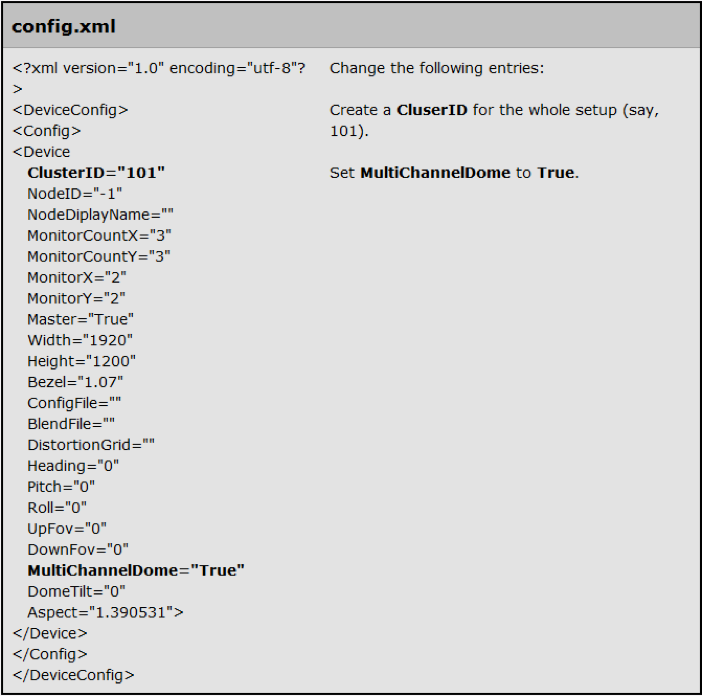 config.xml
<?xml version="1.0" encoding="utf-8"?
>
<DeviceConfig>
<Config>
<Device
ClusterID="101"
NodeID="-1"
NodeDiplayName=""
MonitorCountX="3"
MonitorCountY="3"
MonitorX="2"
MonitorY="2"
Master="True"
Width="1920"
Height="1200"
Bezel="1.07"
ConfigFile=""
BlendFile=""
DistortionGrid=""
Heading="0"
Pitch="0"
Roll="0"
UpFov="0"
DownFov="0"
MultiChannelDome="True"
DomeTilt="0"
Aspect="1.390531">
</Device>
</Config>
</DeviceConfig>
Change the following entries:
Create a CluserID for the whole setup (say,
101).
Set MultiChannelDome to True.